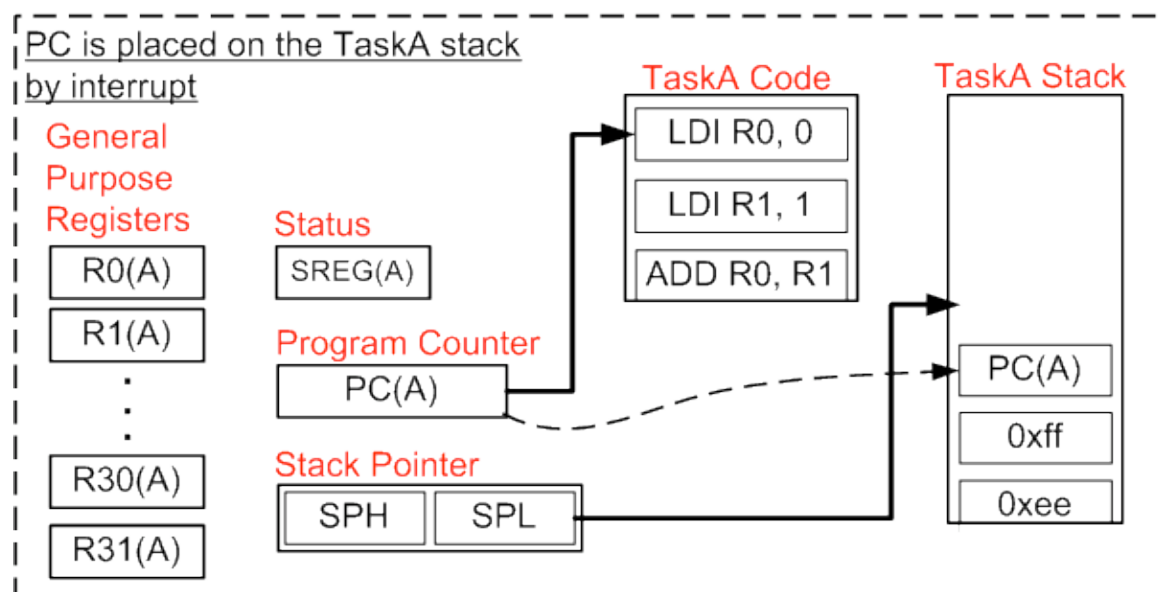 PC is placed on the TaskA stack
by interrupt
General
Purpose
Registers
R0(A)
R1(A)
.
.
.
R30(A)
R31(A)
Status
SREG(A)
Program Counter
PC(A)
Stack Pointer
SPH SPL
TaskA Code
LDI R0, 0
LDI R1, 1
ADD R0, R1
TaskA Stack
PC(A)
0xff
0xee